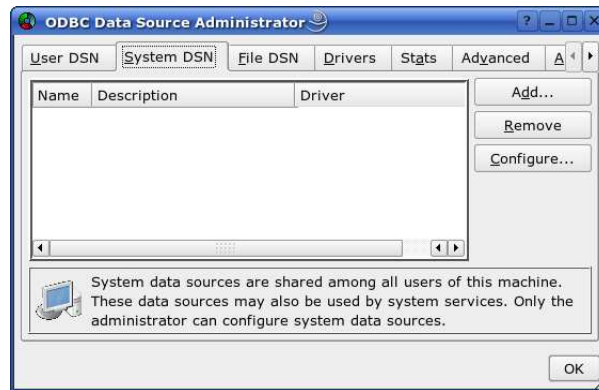 ODBC Data Source Administrator
User DSN System DSN File DSN Drivers Stats Advanced A
Name Description Driver
Add...
Remove
Configure...
System data sources are shared among all users of this machine.
These data sources may also be used by system services. Only the
administrator can configure system data sources.
OK